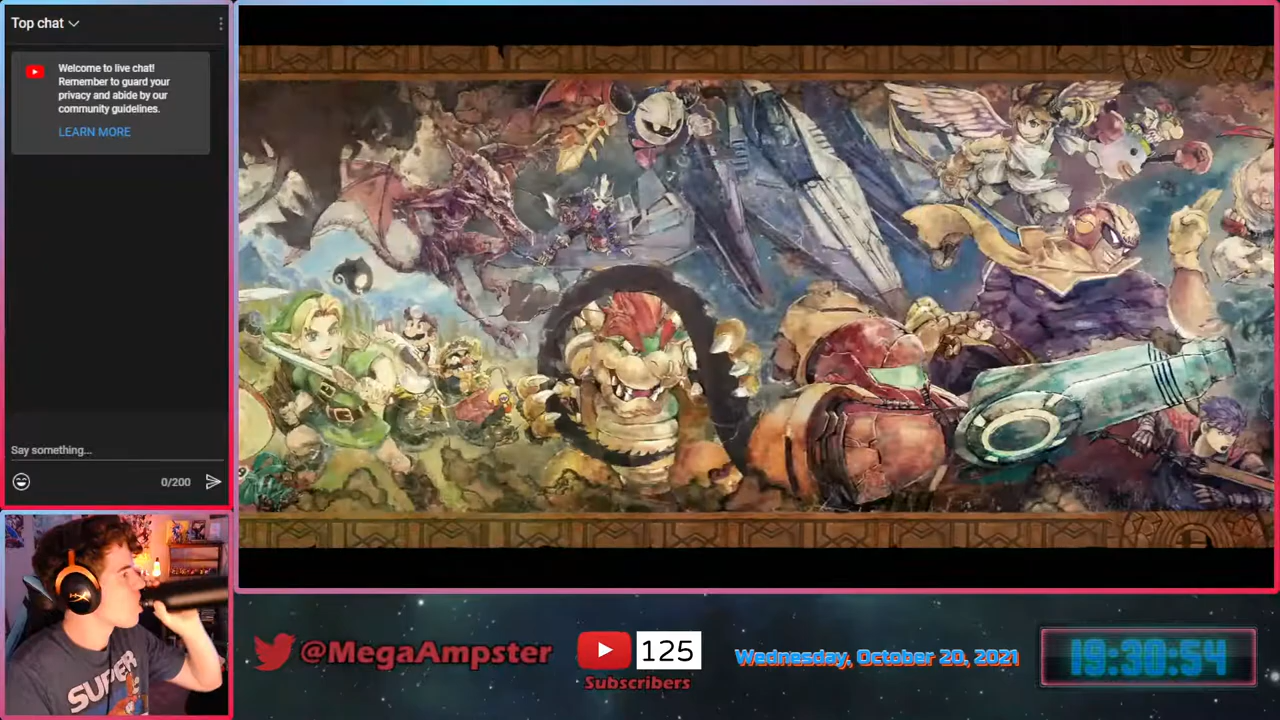 Top chat
Welcome to live chat!
Remember to guard your
privacy and abide by our
community guidelines.
LEARN MORE
Say something...
0/200
SUPER
@MegaAmpster
125
Subscribers
Wednesday, October 20, 2021
19:30:54